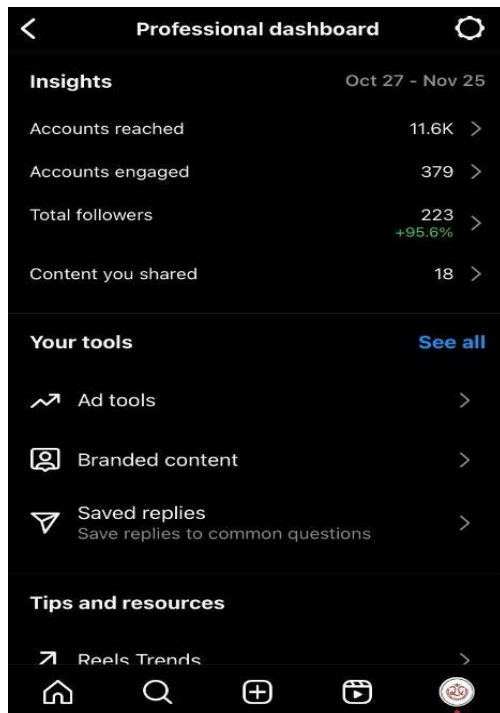 Professional dashboard
Insights Oct 27 - Nov 25
Accounts reached 11.6K
Accounts engaged 379
Total followers 223
+95.6%
Content you shared 18
Your tools See all
Ad tools
Branded content
Saved replies
Save replies to common questions
Tips and resources
Reels Trends